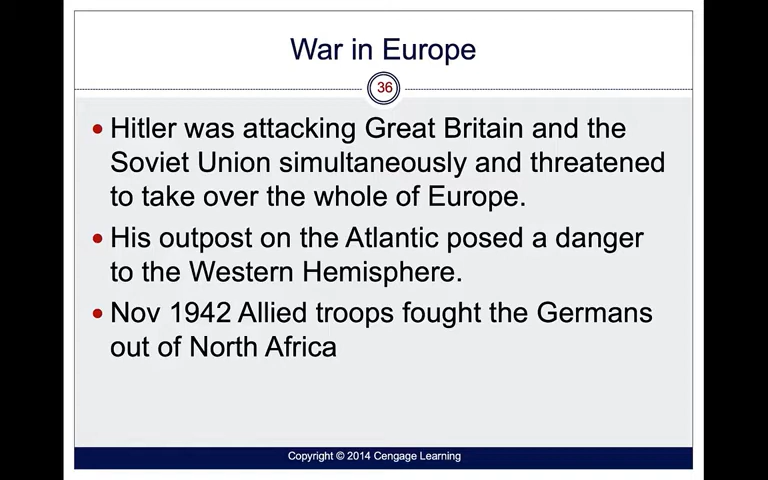 War in Europe
36
• Hitler was attacking Great Britain and the
Soviet Union simultaneously and threatened
to take over the whole of Europe.
• His outpost on the Atlantic posed a danger
to the Western Hemisphere.
• Nov 1942 Allied troops fought the Germans
out of North Africa
Copyright © 2014 Cengage Learning